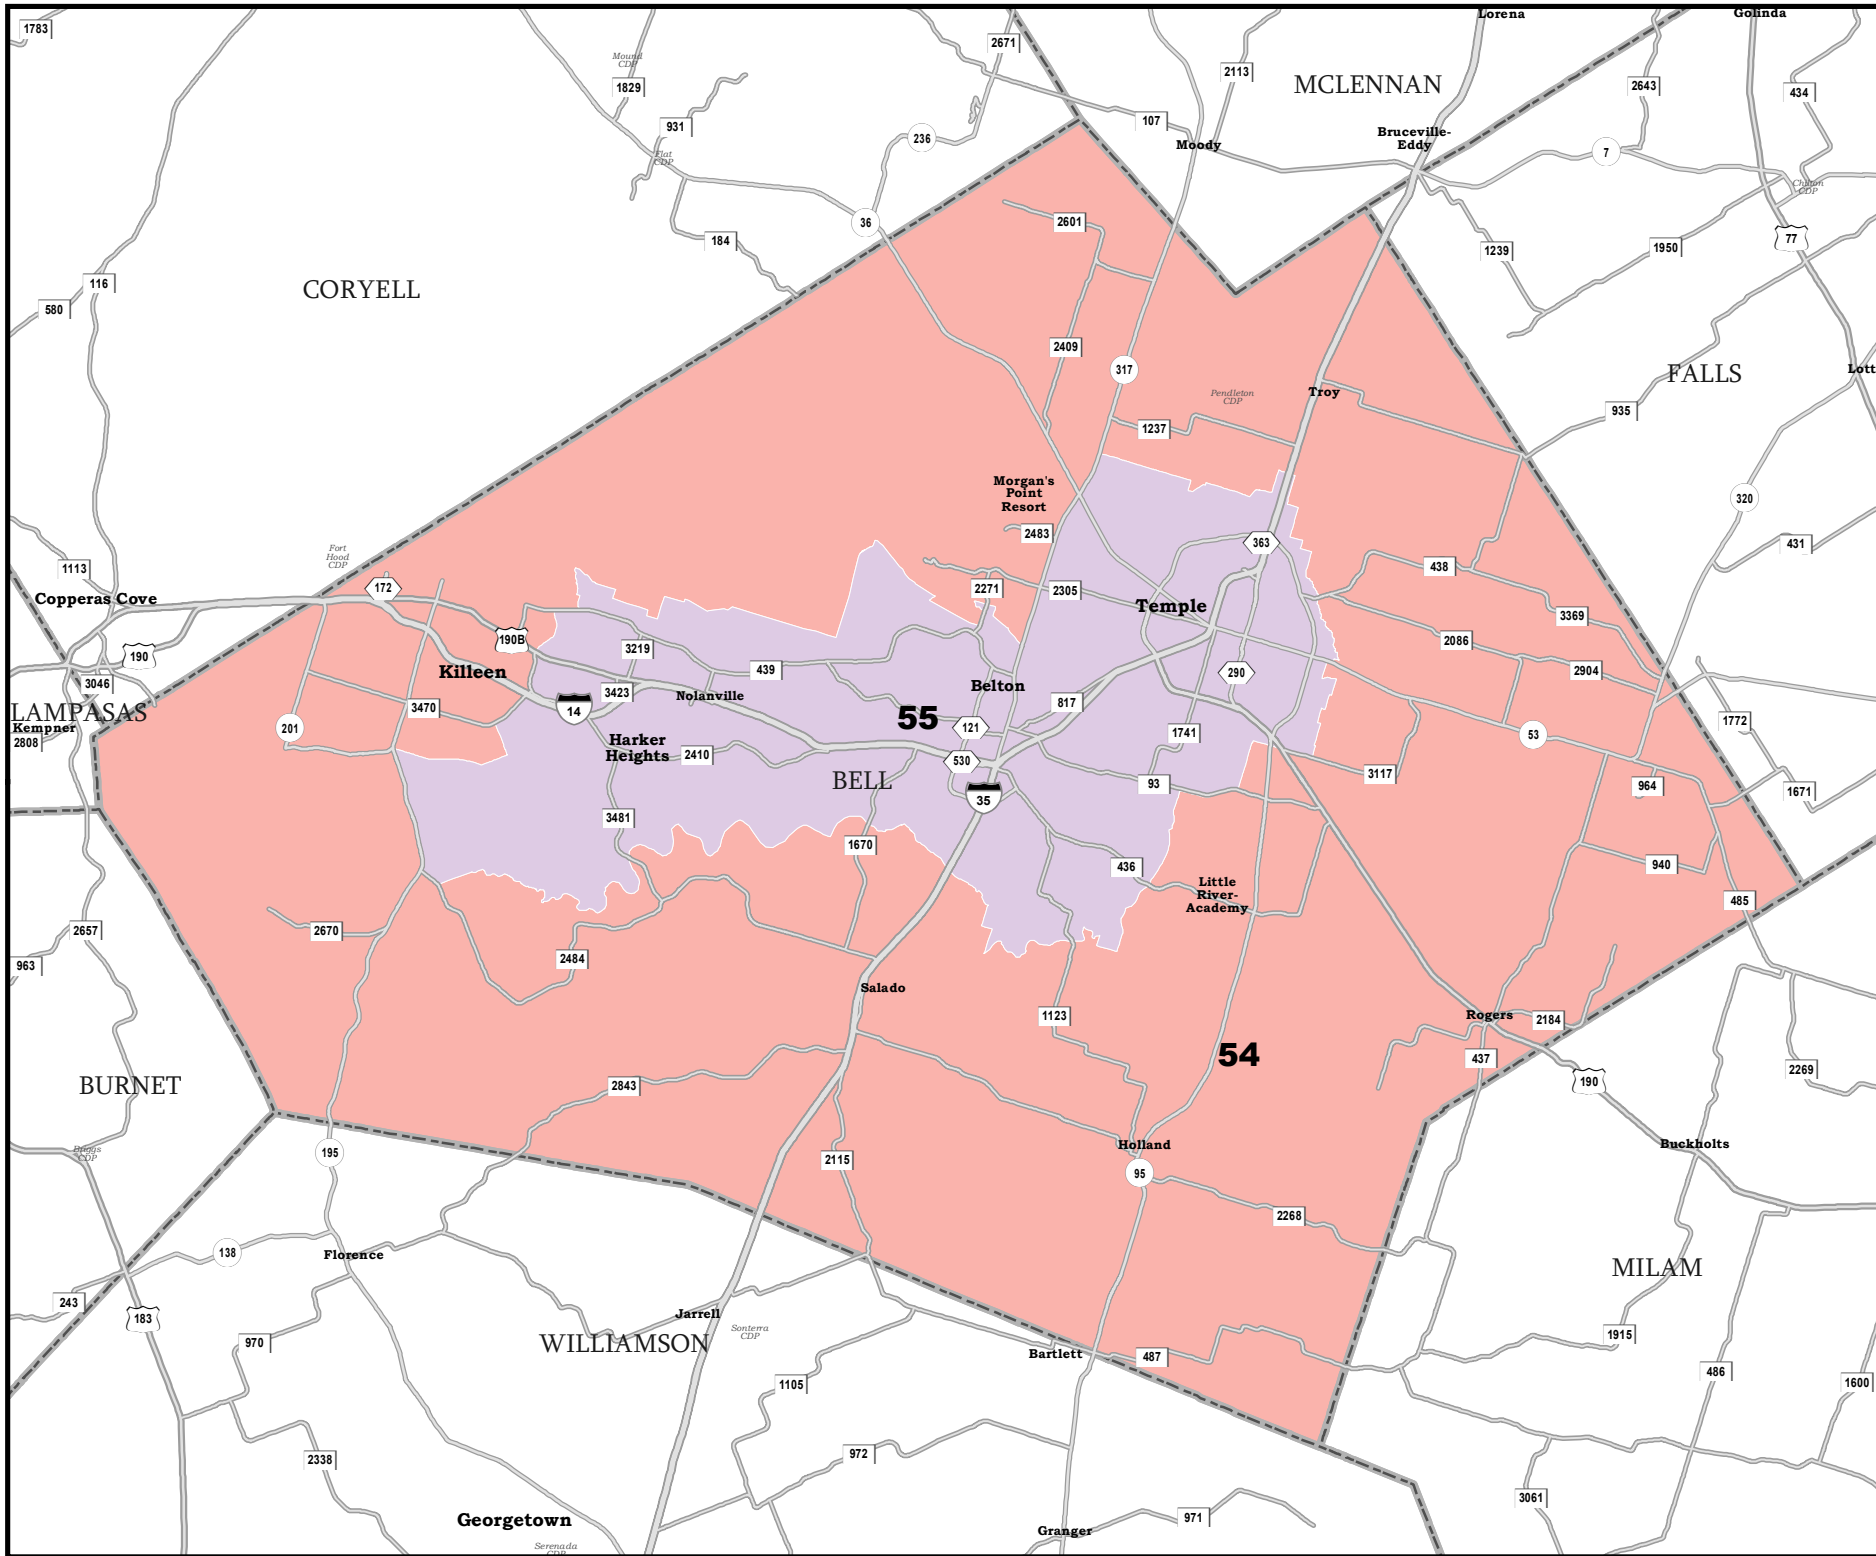 Lorena
Golinda
1783
2671
Mound
CDP
1829
2113
MCLENNAN
2643
434
931
107
236
Bruceville-
Eddy
Moody
7
Flat
CDP
Chilton
CDP
36
2601
184
1239
1950
77
CORYELL
116
580
2409
317
FALLS
Lott
Pendleton
CDP
Troy
935
1237
Morgan's
Point
Resort
320
2483
363
431
Fort
Hood
CDP
1113
438
172
2271
2305
Copperas Cove
Temple
3369
190B
2086
3219
190
439
2904
Killeen
290
3046
Belton
3423
Nolanville
817
14
3470
LAMPASAS
55
1772
201
121
Kempner
1741
53
2808
Harker
Heights
2410
530
BELL
3117
93
964
1671
35
3481
1670
436
940
Little
River-
Academy
485
2670
2657
2484
963
Salado
1123
Rogers
2184
54
437
2269
2843
190
BURNET
Buckholts
Holland
Briggs
CDP
195
2115
95
2268
138
Florence
MILAM
243
Jarrell
183
Sonterra
CDP
1915
970
WILLIAMSON
Bartlett
487
486
1105
1600
972
2338
3061
Georgetown
971
Granger
Serenada
CDP